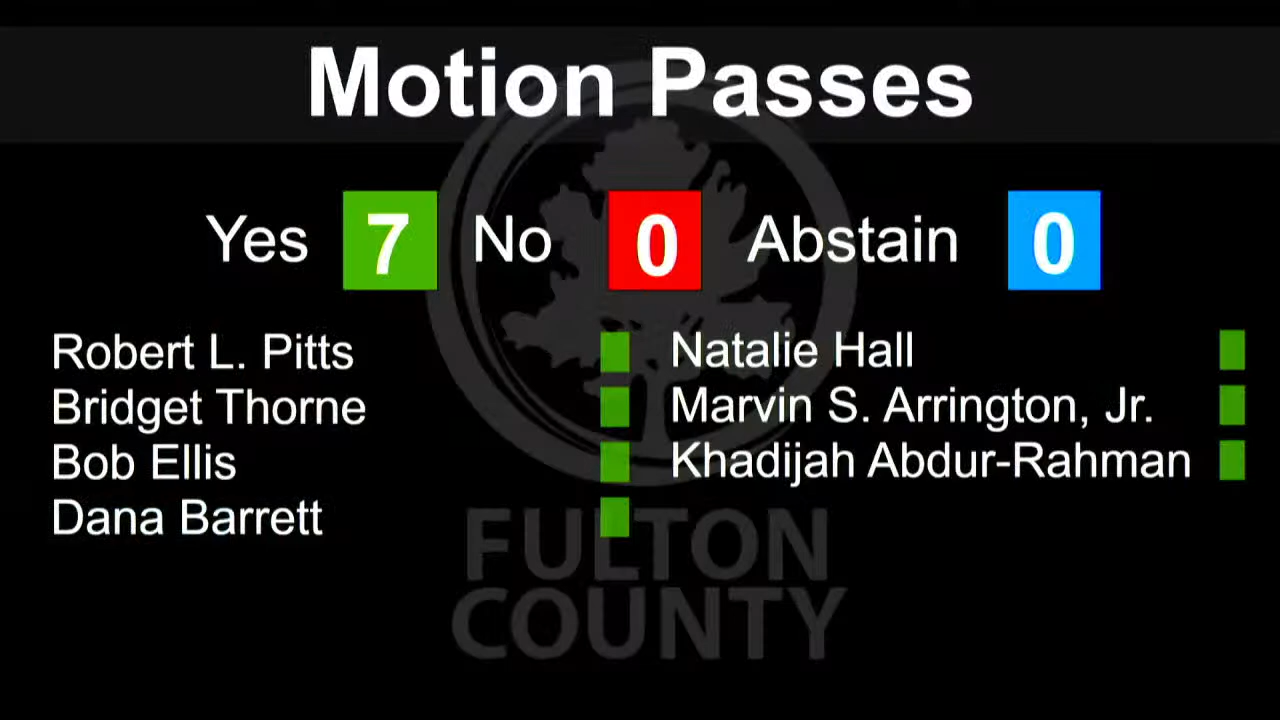 Motion Passes
Yes 7 No 0 Abstain 0
Robert L. Pitts
Bridget Thorne
Bob Ellis
Dana Barrett
Natalie Hall
Marvin S. Arrington, Jr.
Khadijah Abdur-Rahman
FULTON
COUNTY